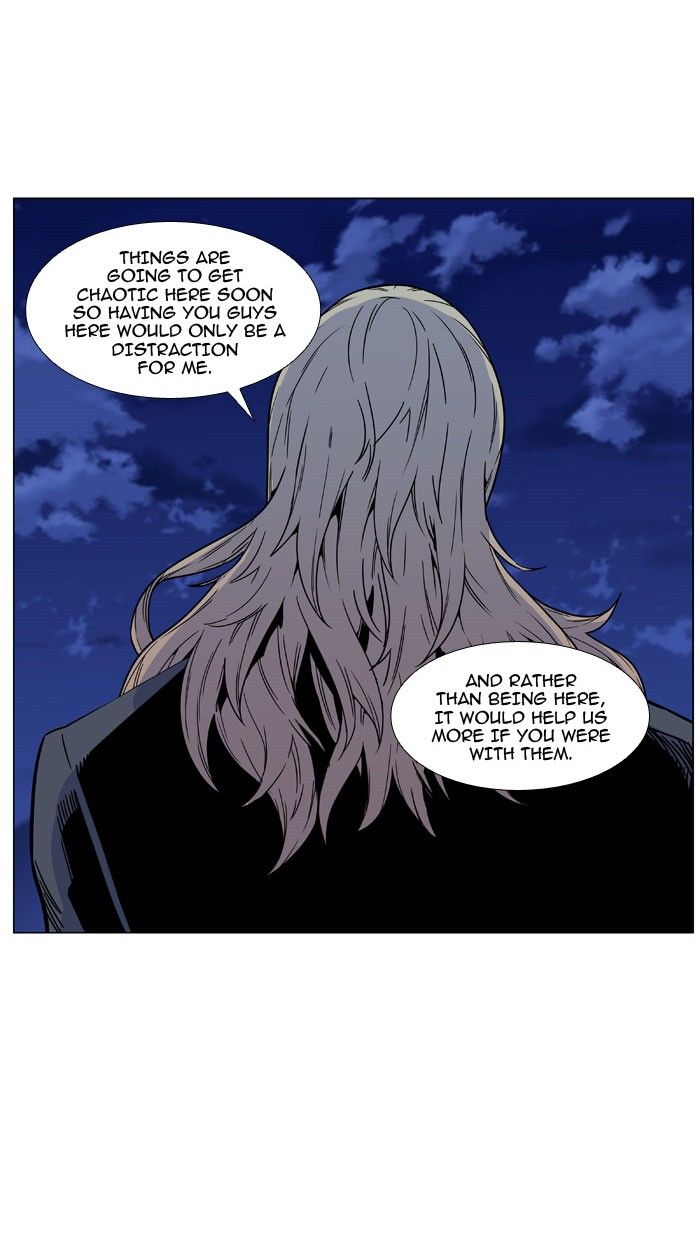 THINGS ARE
GOING TO GET
CHAOTIC HERE SOON
SO HAVING YOU GUYS
HERE WOULD ONLY BE A
DISTRACTION
FOR ME.
AND RATHER
THAN BEING HERE,
IT WOULD HELP US
MORE IF YOU WERE
WITH THEM.